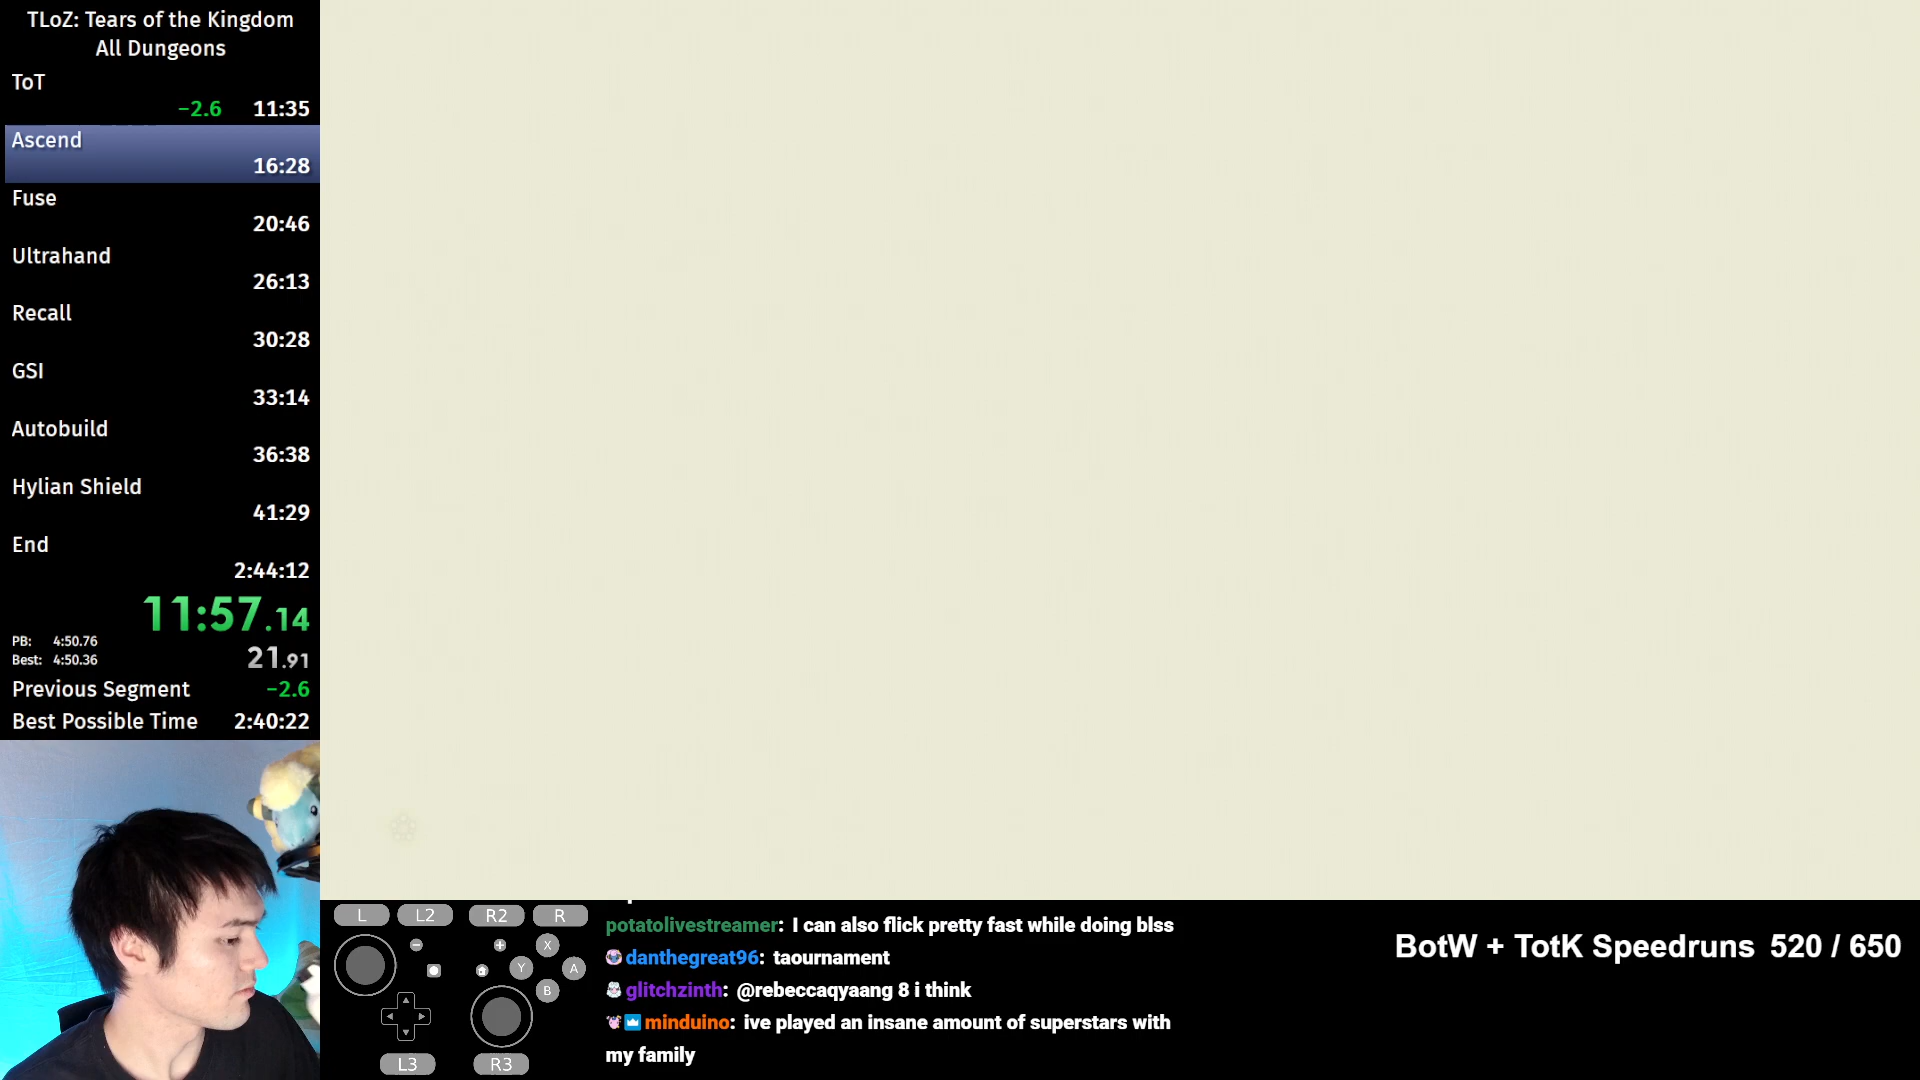 TLoZ: Tears of the Kingdom
All Dungeons
ToT
−2.6 11:35
Ascend
16:28
Fuse
20:46
Ultrahand
26:13
Recall
30:28
GSI
33:14
Autobuild
36:38
Hylian Shield
41:29
End
2:44:12
11:57.14
PB: 4:50.76
Best: 4:50.36
21.91
Previous Segment −2.6
Best Possible Time 2:40:22
L L2 R2 R
X
Y A
B
L3 R3
potatolivestreamer: I can also flick pretty fast while doing blss
danthegreat96: taournament
glitchzinth: @rebeccaqyaang 8 i think
minduino: ive played an insane amount of superstars with
my family
BotW + TotK Speedruns 520 / 650